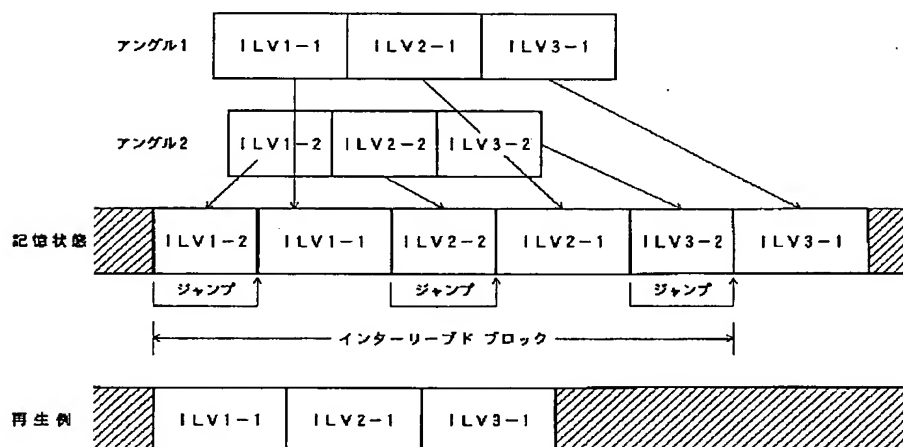 アングル1 ILV1-1 ILV2-1 ILV3-1
アングル2 ILV1-2 ILV2-2 ILV3-2
記憶状態 ILV1-2 ILV1-1 ILV2-2 ILV2-1 ILV3-2 ILV3-1
ジャンプ ジャンプ ジャンプ
インターリーブド ブロック
再生例 ILV1-1 ILV2-1 ILV3-1